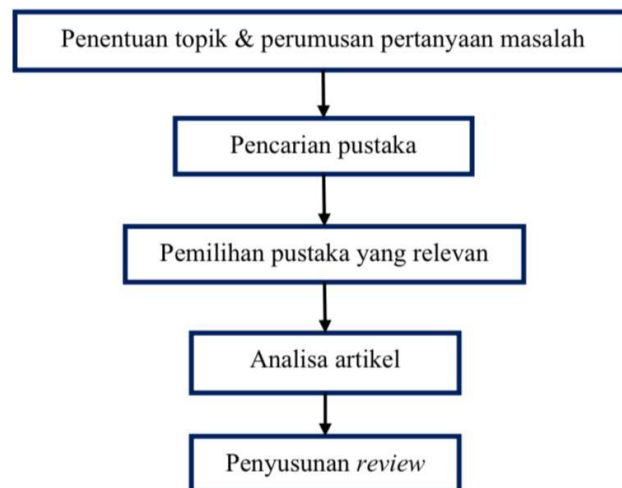 Penentuan topik & perumusan pertanyaan masalah
Pencarian pustaka
Pemilihan pustaka yang relevan
Analisa artikel
Penyusunan review